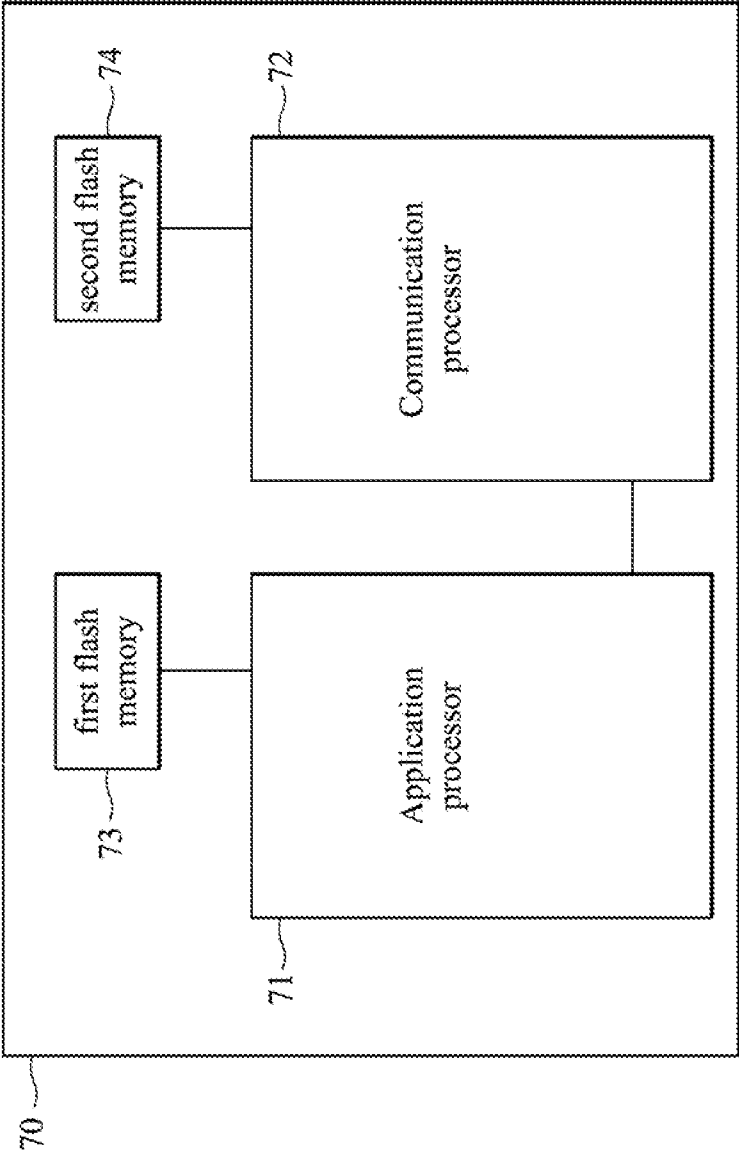 70
73
first flash
memory
74
second flash
memory
71
Application
processor
72
Communication
processor